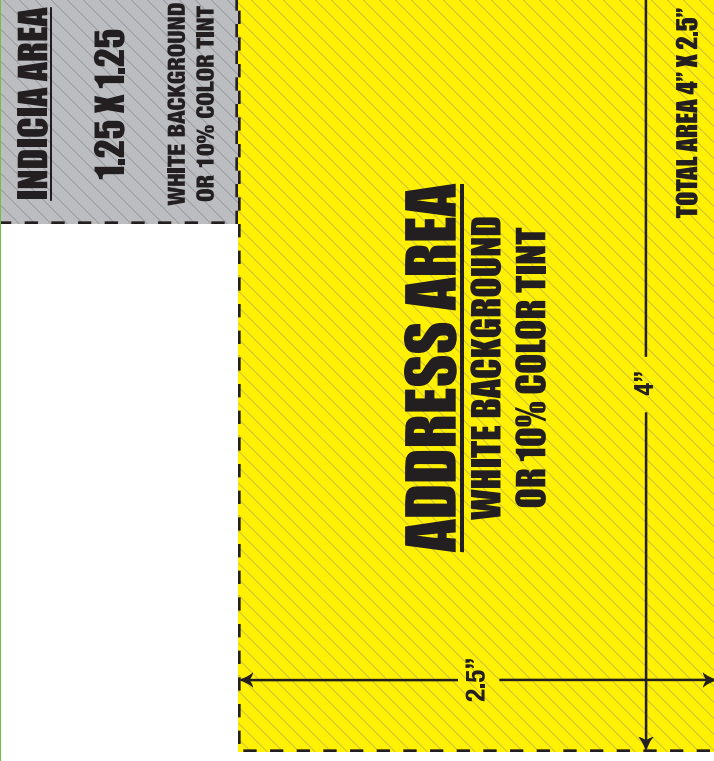 INDICIA AREA
1.25 X 1.25
WHITE BACKGROUND
OR 10% COLOR TINT
ADDRESS AREA
WHITE BACKGROUND
OR 10% COLOR TINT
2.5”
4”
TOTAL AREA 4” X 2.5”